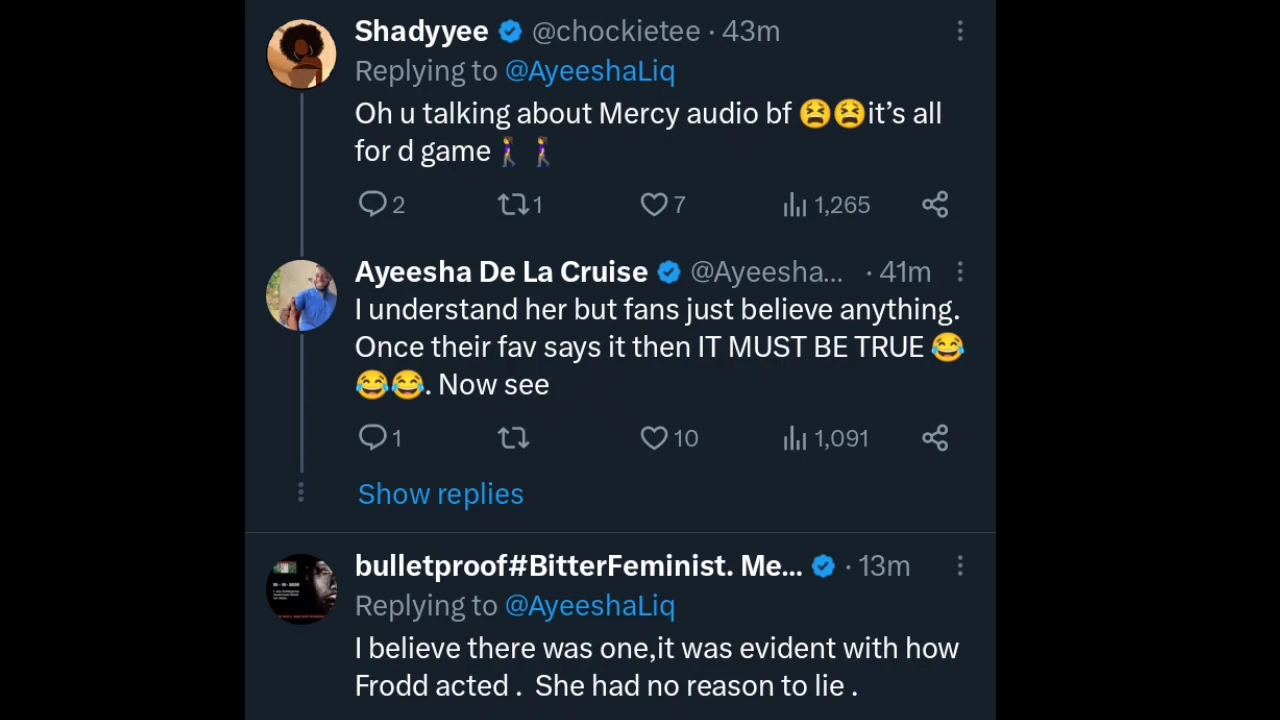 Shadyyee @chockietee · 43m
Replying to @AyeeshaLiq
Oh u talking about Mercy audio bf 😫😫it’s all
for d game🚶🏾‍♀️🚶🏾‍♀️
2 1 7 1,265
Ayeesha De La Cruise @Ayeesha... · 41m
I understand her but fans just believe anything.
Once their fav says it then IT MUST BE TRUE 😂
😂😂. Now see
1 10 1,091
Show replies
bulletproof#BitterFeminist. Me... · 13m
Replying to @AyeeshaLiq
I believe there was one,it was evident with how
Frodd acted . She had no reason to lie .